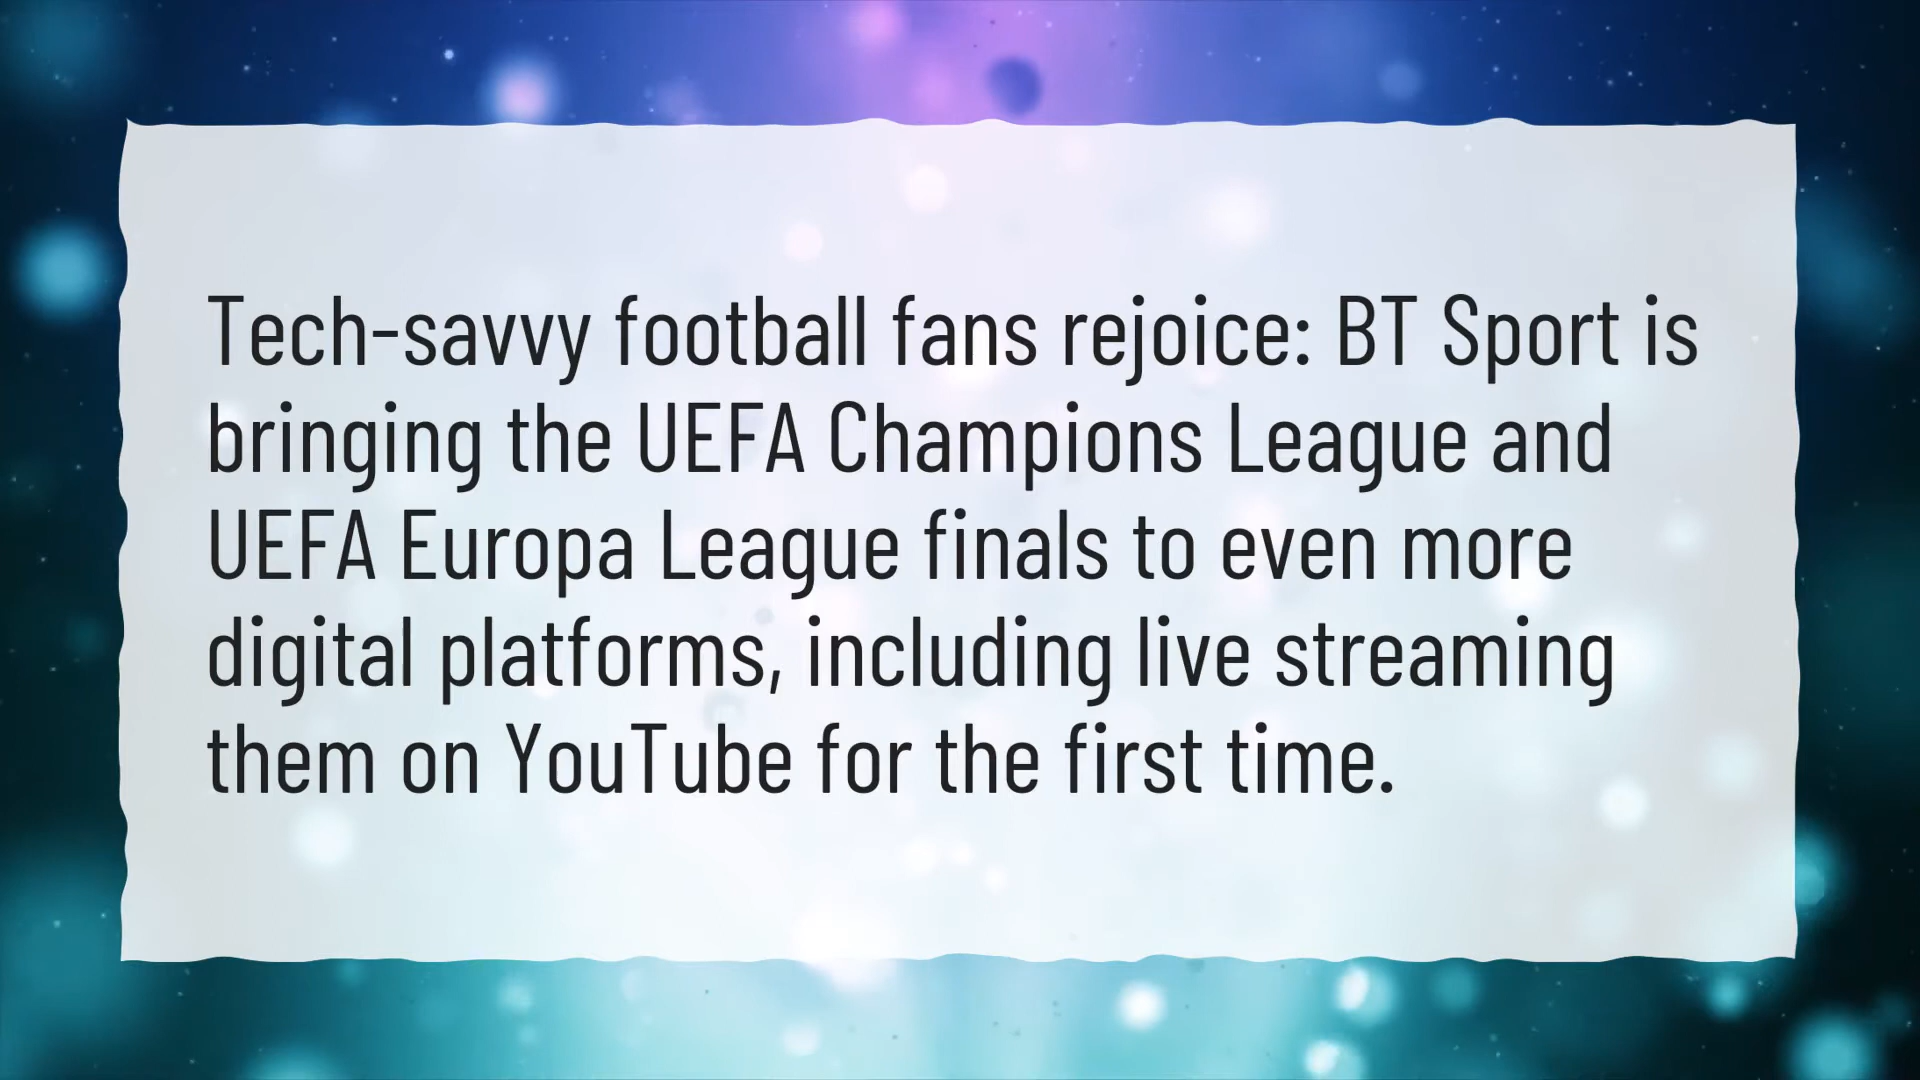 Tech-savvy football fans rejoice: BT Sport is
bringing the UEFA Champions League and
UEFA Europa League finals to even more
digital platforms, including live streaming
them on YouTube for the first time.